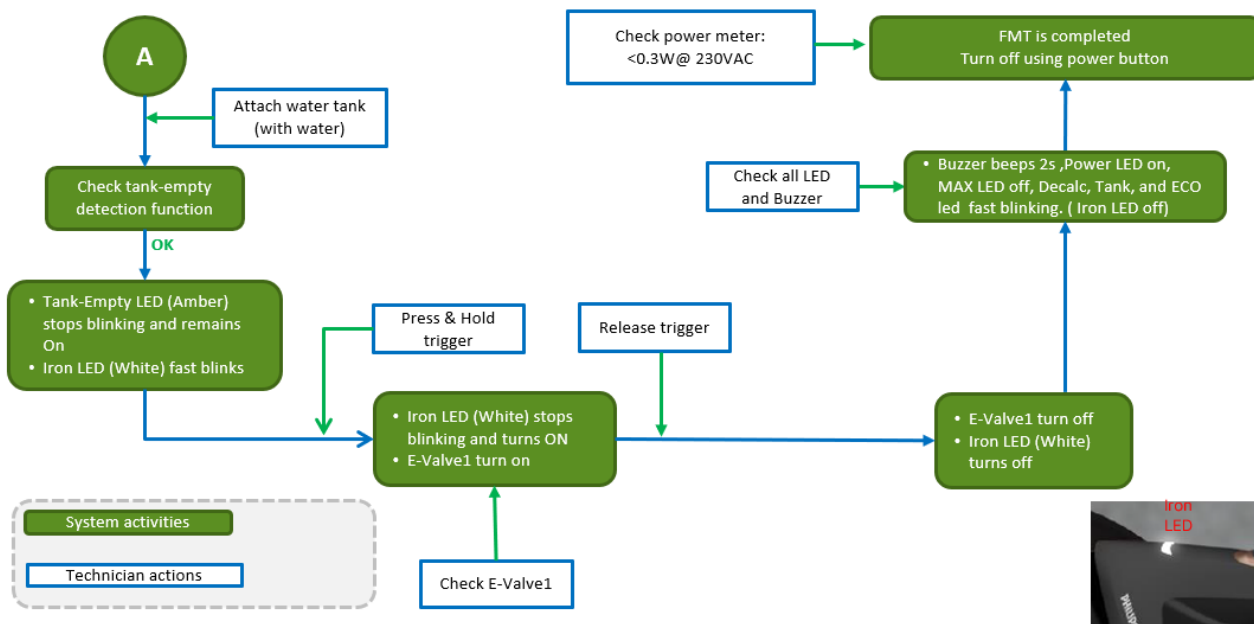 A
Attach water tank
(with water)
Check tank-empty
detection function
OK
• Tank-Empty LED (Amber)
stops blinking and remains
On
• Iron LED (White) fast blinks
Press & Hold
trigger
• Iron LED (White) stops
blinking and turns ON
• E-Valve1 turn on
Check E-Valve1
Release trigger
• E-Valve1 turn off
• Iron LED (White)
turns off
Check all LED
and Buzzer
• Buzzer beeps 2s ,Power LED on,
MAX LED off, Decalc, Tank, and ECO
led fast blinking. ( Iron LED off)
Check power meter:
<0.3W@ 230VAC
FMT is completed
Turn off using power button
System activities
Technician actions
Iron
LED
PHILIPS